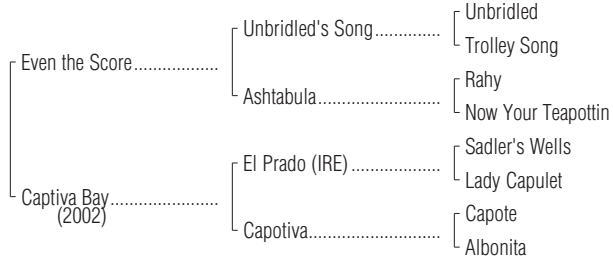 Unbridled
Unbridled's Song..............
Trolley Song
Even the Score..................
Rahy
Ashtabula..........................
Now Your Teapottin
Sadler's Wells
El Prado (IRE) ...................
Lady Capulet
Captiva Bay.......................
(2002)
Capote
Capotiva............................
Albonita